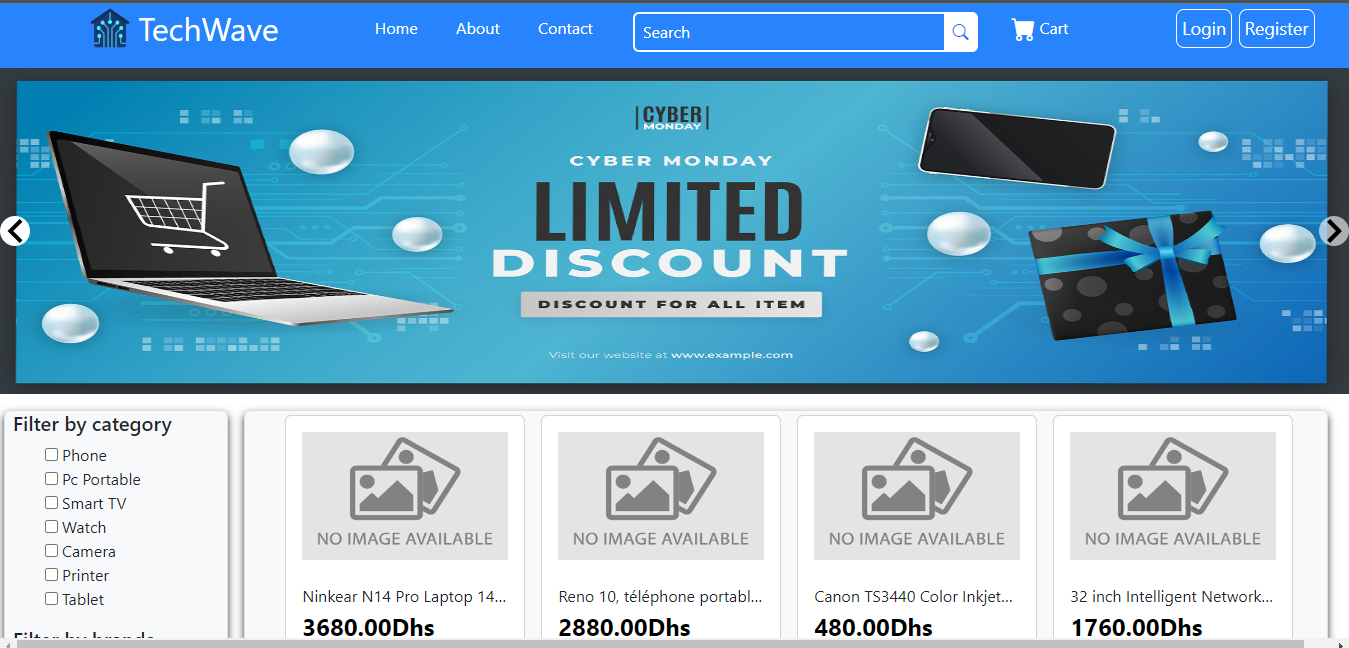 TechWave Home About Contact Search Cart Login Register
|CYBER|
MONDAY
CYBER MONDAY
LIMITED
DISCOUNT
DISCOUNT FOR ALL ITEM
Visit our website at www.example.com
Filter by category
Phone
Pc Portable
Smart TV
Watch
Camera
Printer
Tablet
Filter by brands
NO IMAGE AVAILABLE
Ninkear N14 Pro Laptop 14...
3680.00Dhs
NO IMAGE AVAILABLE
Reno 10, téléphone portabl...
2880.00Dhs
NO IMAGE AVAILABLE
Canon TS3440 Color Inkjet...
480.00Dhs
NO IMAGE AVAILABLE
32 inch Intelligent Network...
1760.00Dhs